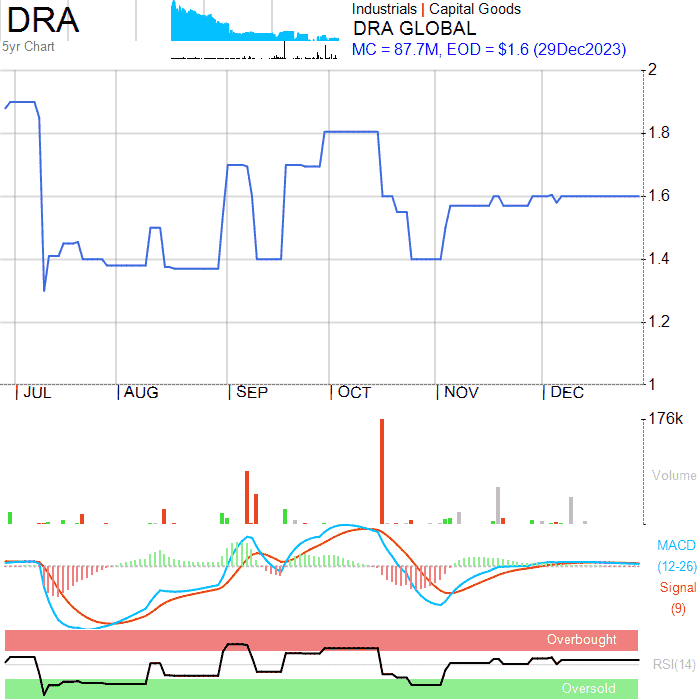 DRA
5yr Chart
Industrials | Capital Goods
DRA GLOBAL
MC = 87.7M, EOD = $1.6 (29Dec2023)
2
1.8
1.6
1.4
1.2
1
JUL
AUG
SEP
OCT
NOV
DEC
176k
Volume
MACD
(12-26)
Signal
(9)
Overbought
RSI(14)
Oversold